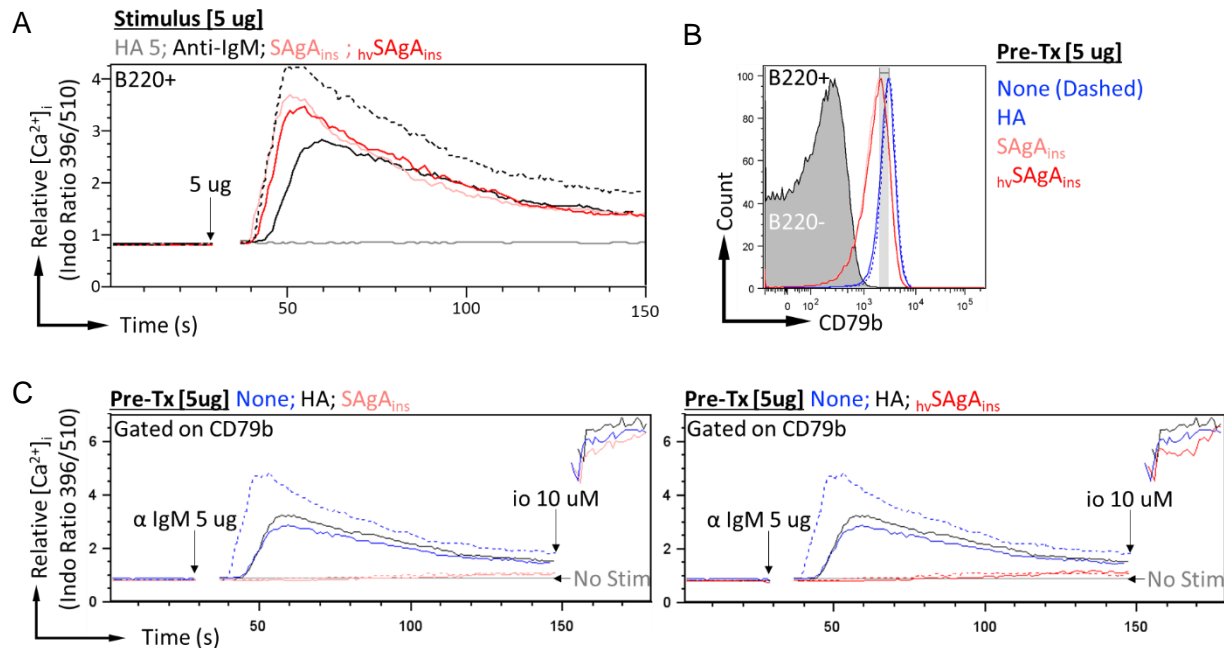 A
Stimulus [5 ug]
HA 5; Anti-IgM; SAgAins ; hvSAgAins
B220+
Relative [Ca2+]i
(Indo Ratio 396/510)
4
3
2
1
0
5 ug
50
100
150
Time (s)
B
B220+
B220-
Count
100
80
60
40
20
0
0
10^2
10^3
10^4
10^5
CD79b
Pre-Tx [5 ug]
None (Dashed)
HA
SAgAins
hvSAgAins
C
Pre-Tx [5ug] None; HA; SAgAins
Gated on CD79b
Relative [Ca2+]i
(Indo Ratio 396/510)
6
4
2
0
α IgM 5 ug
io 10 uM
No Stim
50
100
150
Time (s)
Pre-Tx [5ug] None; HA; hvSAgAins
Gated on CD79b
6
4
2
0
α IgM 5 ug
io 10 uM
No Stim
50
100
150